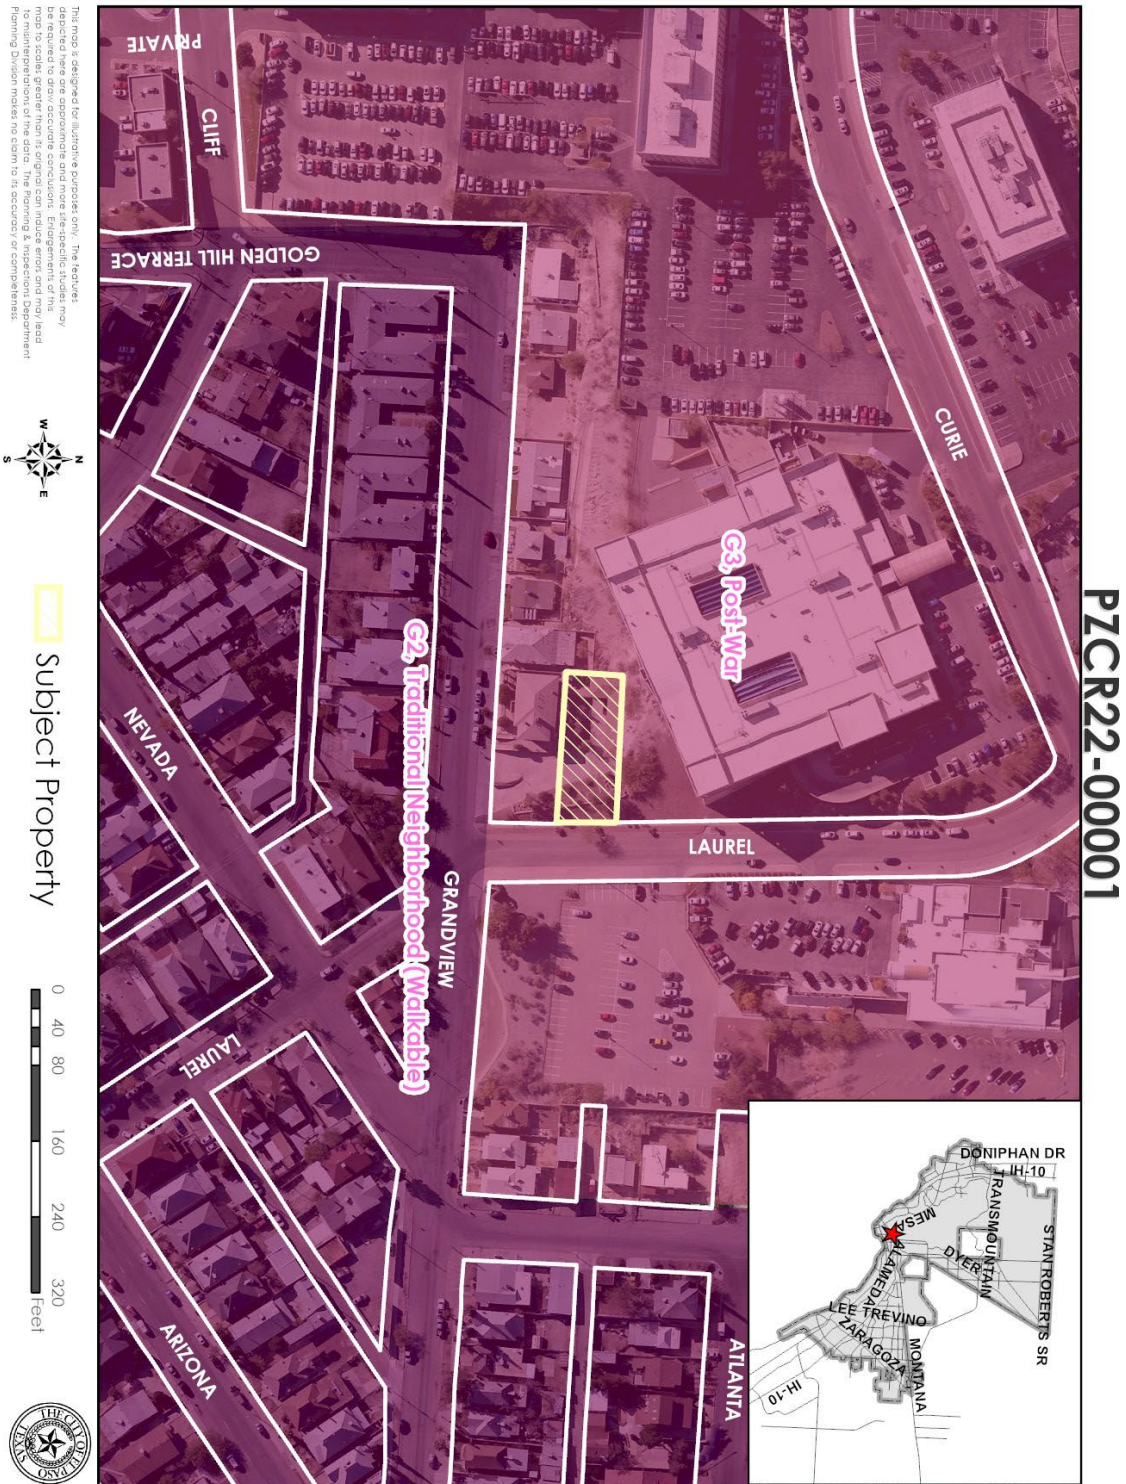 PZCR22-00001
PRIVATE
CLIFF
GOLDEN HILL TERRACE
CURIE
G3, Post-War
G2, Traditional Neighborhood (Walkable)
NEVADA
GRANDVIEW
LAUREL
LAUREL
ARIZONA
ATLANTA
DONIPHAN DR
IH-10
TRANSMOUNTAIN
STAN ROBERTS SR
MESA
DYER
ALAMEDA
LEE TREVINO
ZARAGOZA
MONTANA
IH-10
This map is designed for illustrative purposes only. The features
depicted here are approximate and more site-specific studies may
be required to draw accurate conclusions. Enlargements of this
map to scales greater than its original can induce errors and may lead
to misinterpretations of the data. The Planning & Inspections Department
Planning Division makes no claim to its accuracy or completeness.
N
W
E
S
Subject Property
0 40 80 160 240 320
Feet
THE CITY OF EL PASO
TEXAS